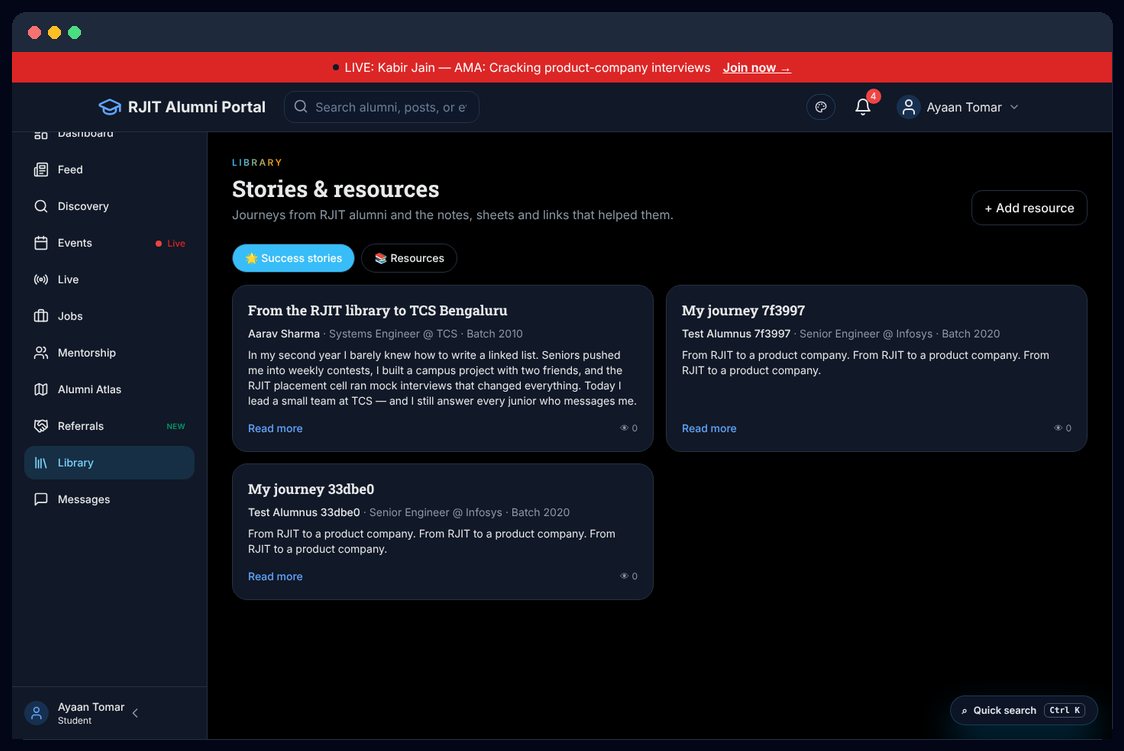 LIVE: Kabir Jain — AMA: Cracking product-company interviews Join now →
RJIT Alumni Portal
Search alumni, posts, or e
4
Ayaan Tomar
Dashboard
Feed
Discovery
Events
Live
Live
Jobs
Mentorship
Alumni Atlas
Referrals
NEW
Library
Messages
Ayaan Tomar
Student
LIBRARY
Stories & resources
Journeys from RJIT alumni and the notes, sheets and links that helped them.
+ Add resource
🌟 Success stories
📚 Resources
From the RJIT library to TCS Bengaluru
Aarav Sharma · Systems Engineer @ TCS · Batch 2010
In my second year I barely knew how to write a linked list. Seniors pushed
me into weekly contests, I built a campus project with two friends, and the
RJIT placement cell ran mock interviews that changed everything. Today I
lead a small team at TCS — and I still answer every junior who messages me.
Read more
0
My journey 7f3997
Test Alumnus 7f3997 · Senior Engineer @ Infosys · Batch 2020
From RJIT to a product company. From RJIT to a product company. From
RJIT to a product company.
Read more
0
My journey 33dbe0
Test Alumnus 33dbe0 · Senior Engineer @ Infosys · Batch 2020
From RJIT to a product company. From RJIT to a product company. From
RJIT to a product company.
Read more
0
Quick search Ctrl K